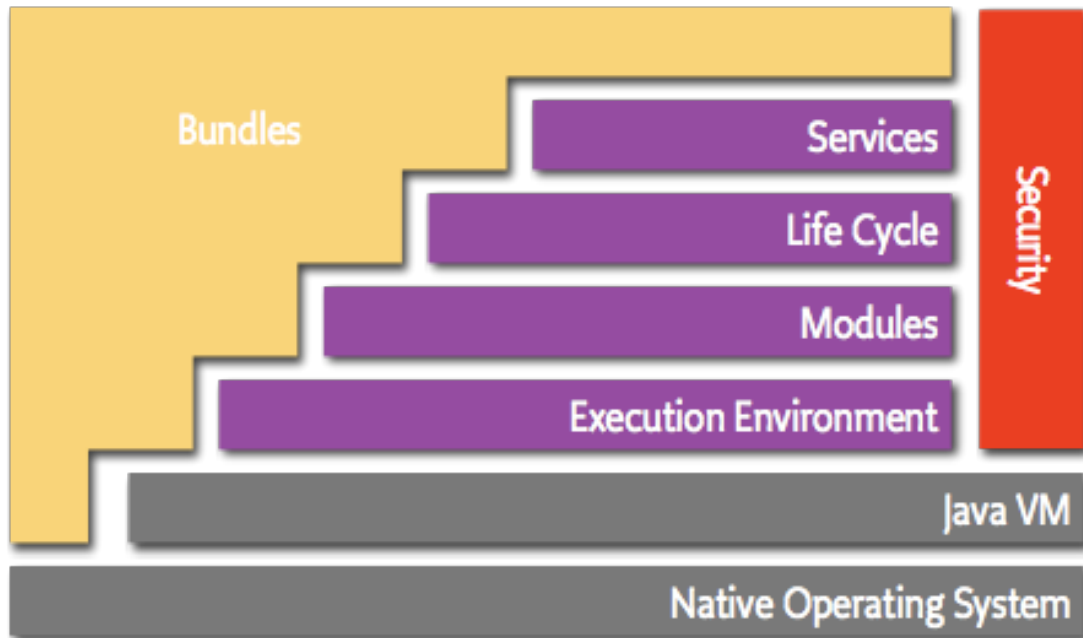 Bundles
Services
Life Cycle
Modules
Execution Environment
Security
Java VM
Native Operating System